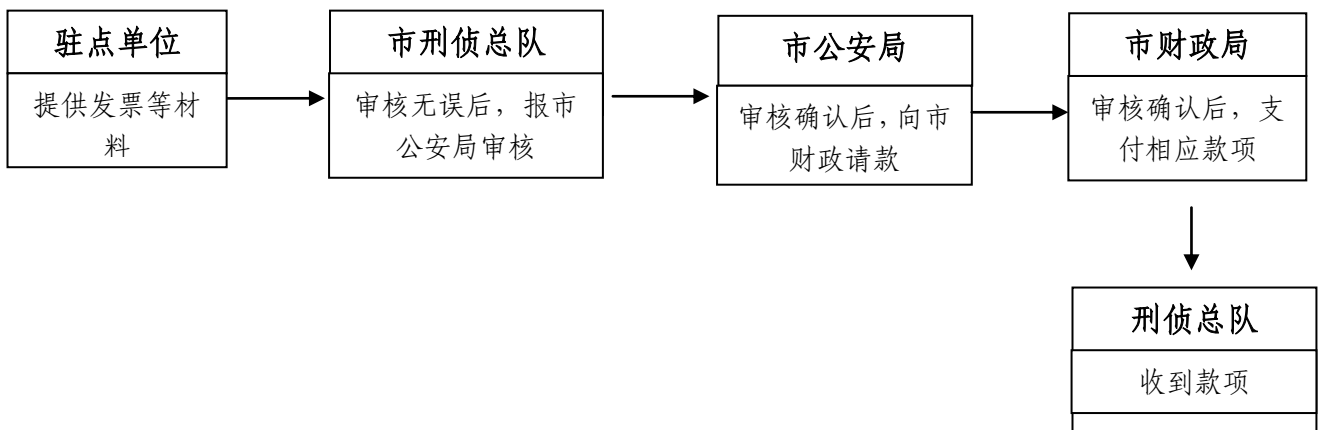 驻点单位
提供发票等材
料
市刑侦总队
审核无误后，报市
公安局审核
市公安局
审核确认后，向市
财政请款
市财政局
审核确认后，支
付相应款项
刑侦总队
收到款项